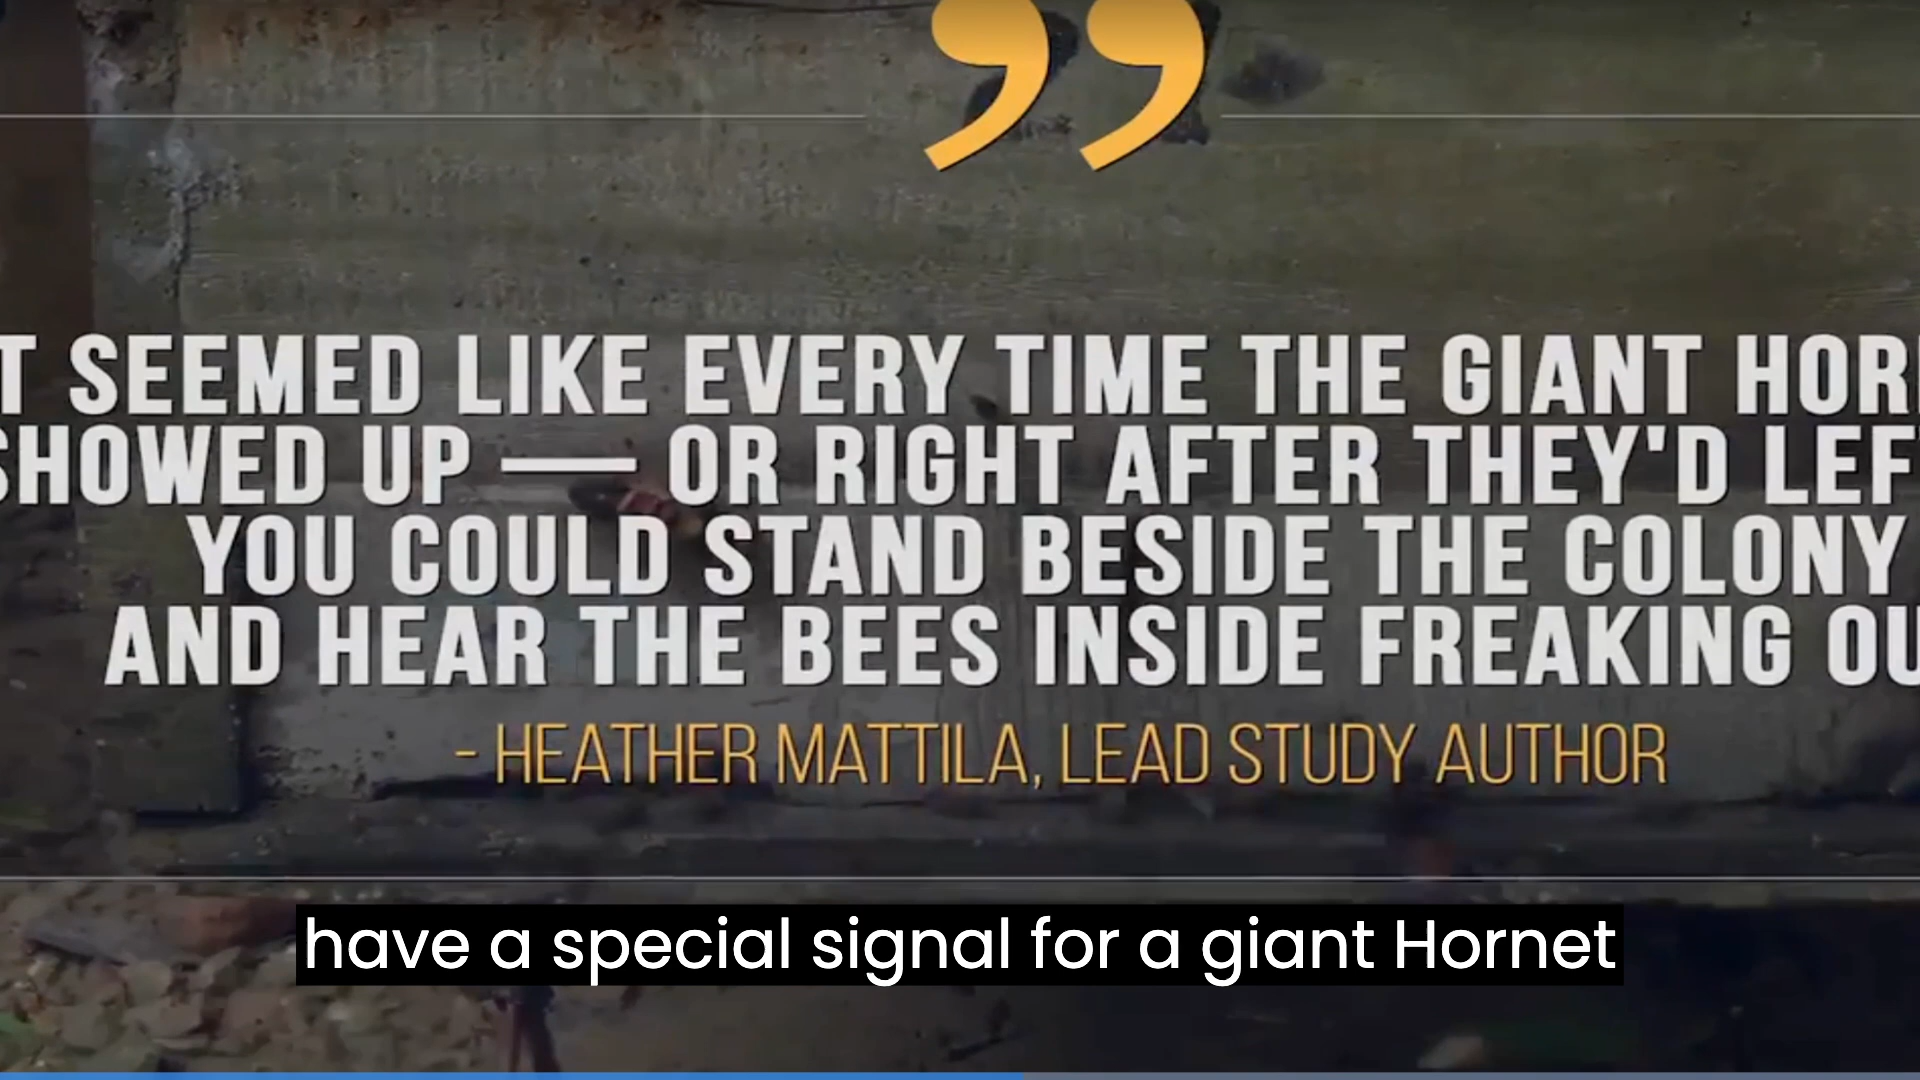 ”
T SEEMED LIKE EVERY TIME THE GIANT HOR
SHOWED UP — OR RIGHT AFTER THEY'D LEF
YOU COULD STAND BESIDE THE COLONY
AND HEAR THE BEES INSIDE FREAKING OU
- HEATHER MATTILA, LEAD STUDY AUTHOR
have a special signal for a giant Hornet